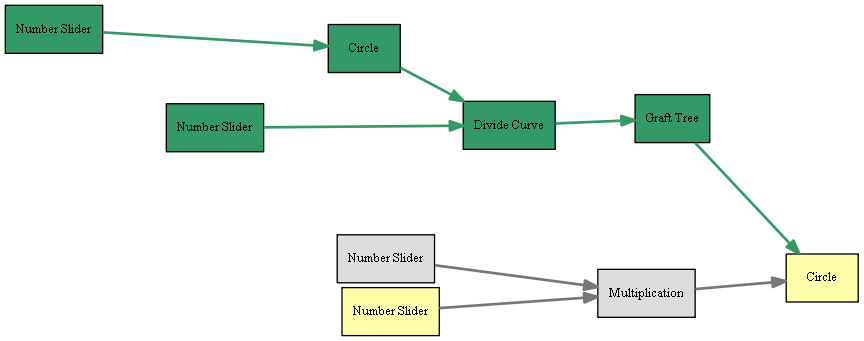 Number Slider
Circle
Number Slider
Divide Curve
Graft Tree
Number Slider
Multiplication
Circle
Number Slider